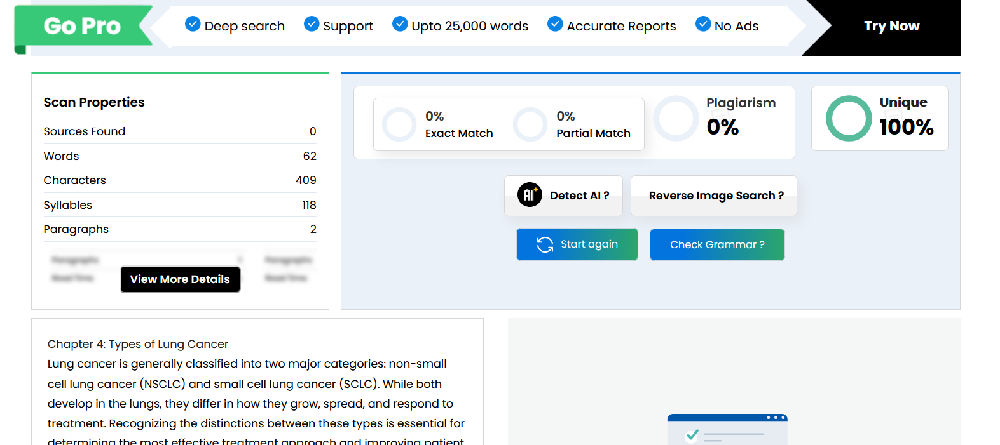 Go Pro
Deep search
Support
Upto 25,000 words
Accurate Reports
No Ads
Try Now
Scan Properties
Sources Found 0
Words 62
Characters 409
Syllables 118
Paragraphs 2
View More Details
0%
Exact Match
0%
Partial Match
Plagiarism
0%
Unique
100%
AI Detect AI ?
Reverse Image Search ?
Start again
Check Grammar ?
Chapter 4: Types of Lung Cancer
Lung cancer is generally classified into two major categories: non-small
cell lung cancer (NSCLC) and small cell lung cancer (SCLC). While both
develop in the lungs, they differ in how they grow, spread, and respond to
treatment. Recognizing the distinctions between these types is essential for
determining the most effective treatment approach and improving patient